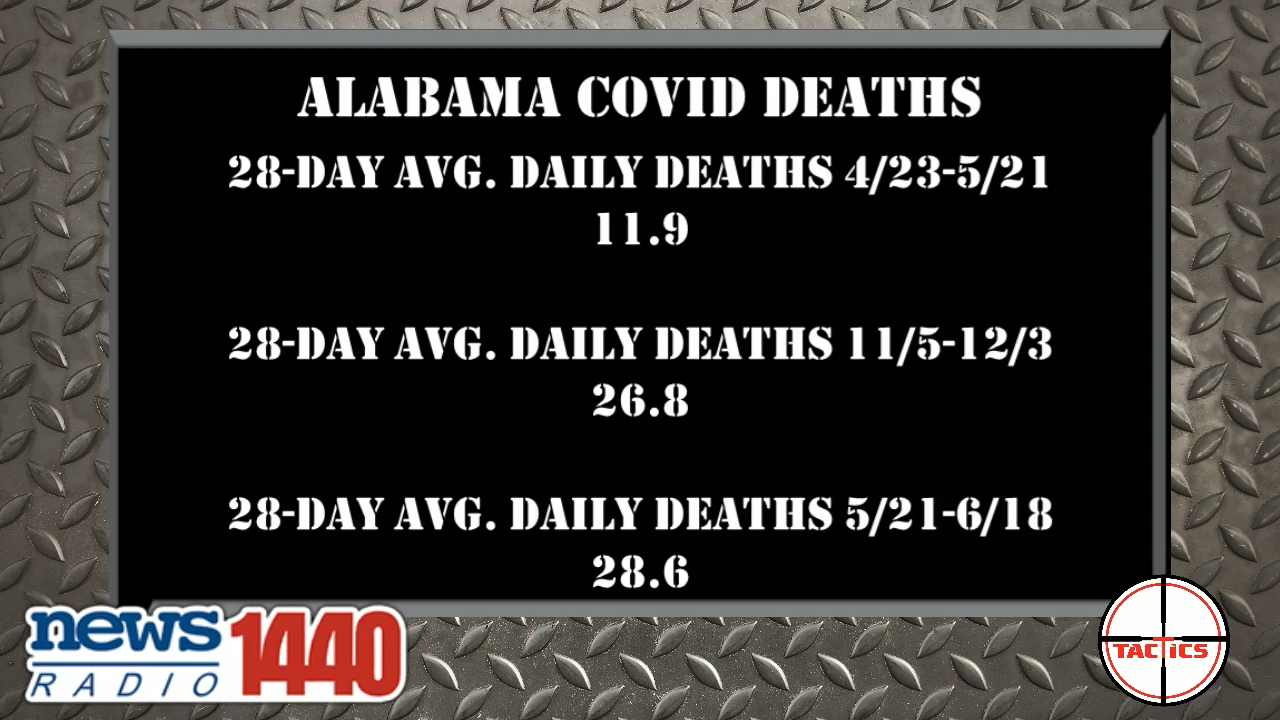 ALABAMA COVID DEATHS
28-DAY AVG. DAILY DEATHS 4/23-5/21
11.9
28-DAY AVG. DAILY DEATHS 11/5-12/3
26.8
28-DAY AVG. DAILY DEATHS 5/21-6/18
28.6
news 1440
RADIO
TACTICS